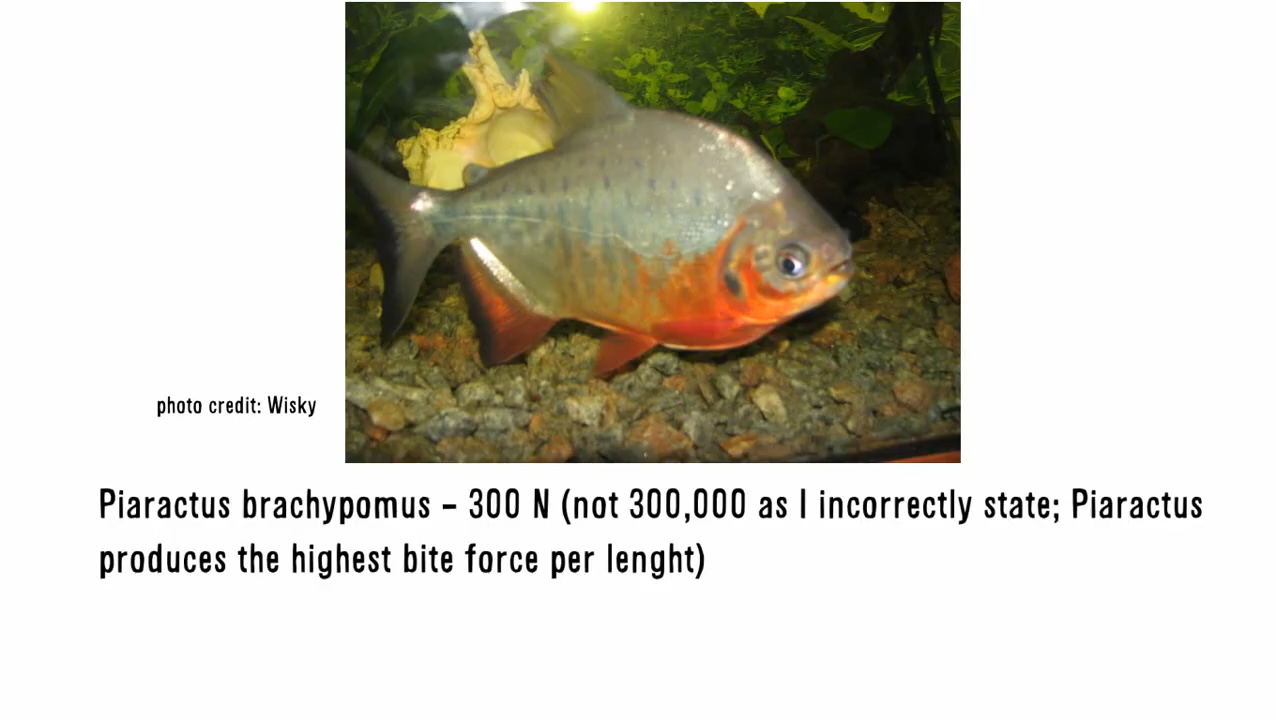 photo credit: Wisky
Piaractus brachypomus – 300 N (not 300,000 as I incorrectly state; Piaractus
produces the highest bite force per lenght)